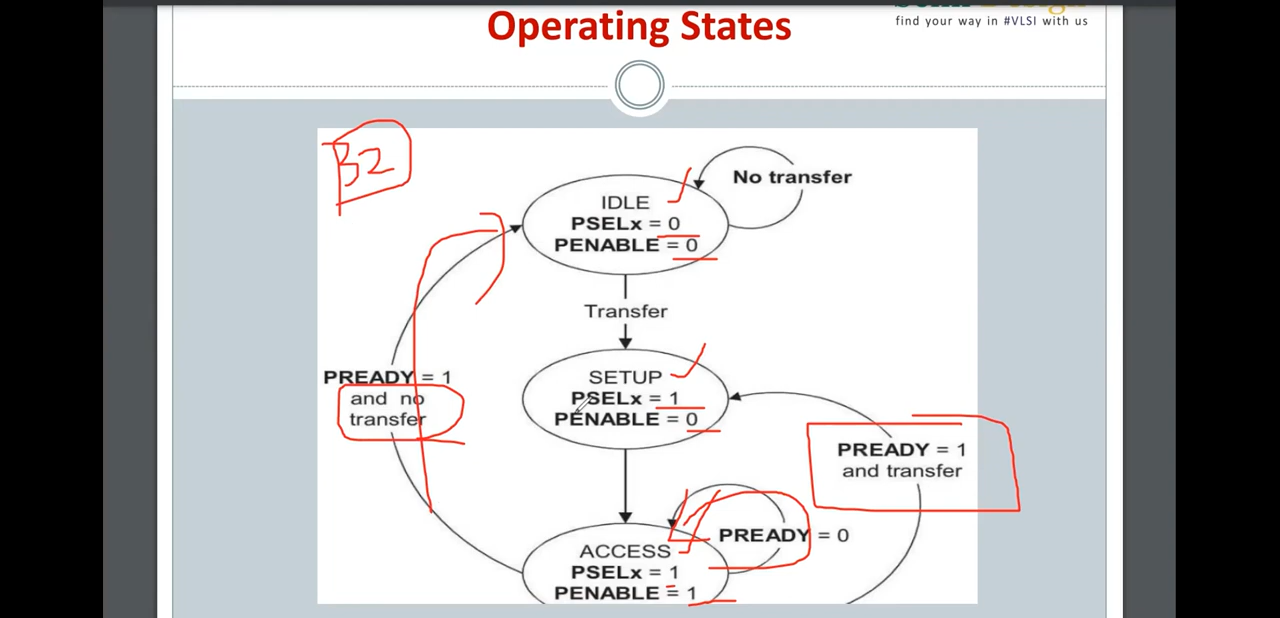 Operating States
find your way in #VLSI with us
B2
No transfer
IDLE
PSELx = 0
PENABLE = 0
Transfer
SETUP
PSELx = 1
PENABLE = 0
PREADY = 1
and no
transfer
PREADY = 1
and transfer
PREADY = 0
ACCESS
PSELx = 1
PENABLE = 1